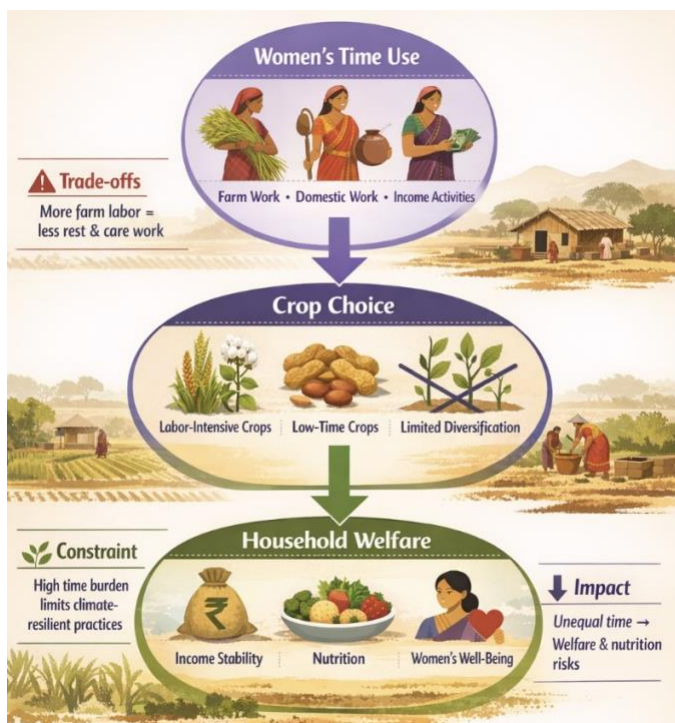 Women's Time Use
Farm Work • Domestic Work • Income Activities
Trade-offs
More farm labor =
less rest & care work
Crop Choice
Labor-Intensive Crops
Low-Time Crops
Limited Diversification
Household Welfare
Constraint
High time burden
limits climate-
resilient practices
₹
Income Stability
Nutrition
Women's Well-Being
Impact
Unequal time →
Welfare & nutrition
risks